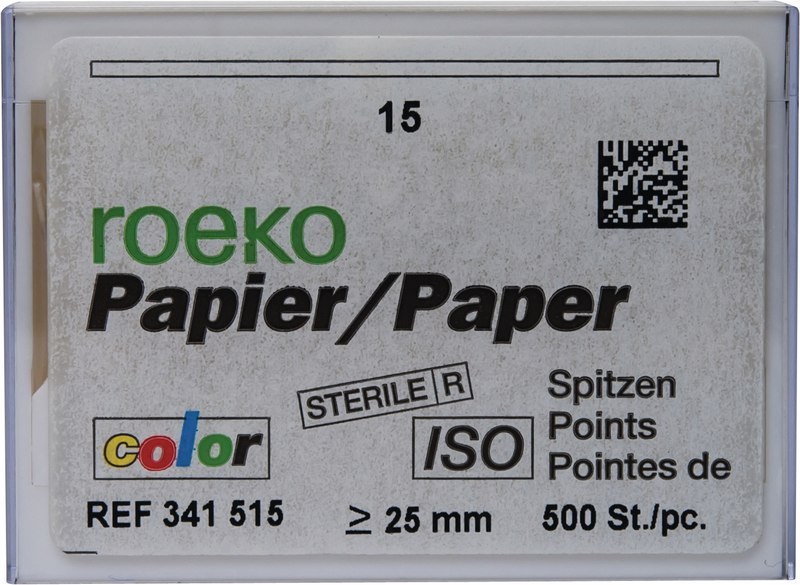 15
roeko
Papier/Paper
STERILE R
color
ISO
Spitzen
Points
Pointes de
REF 341 515
≥ 25 mm
500 St./pc.